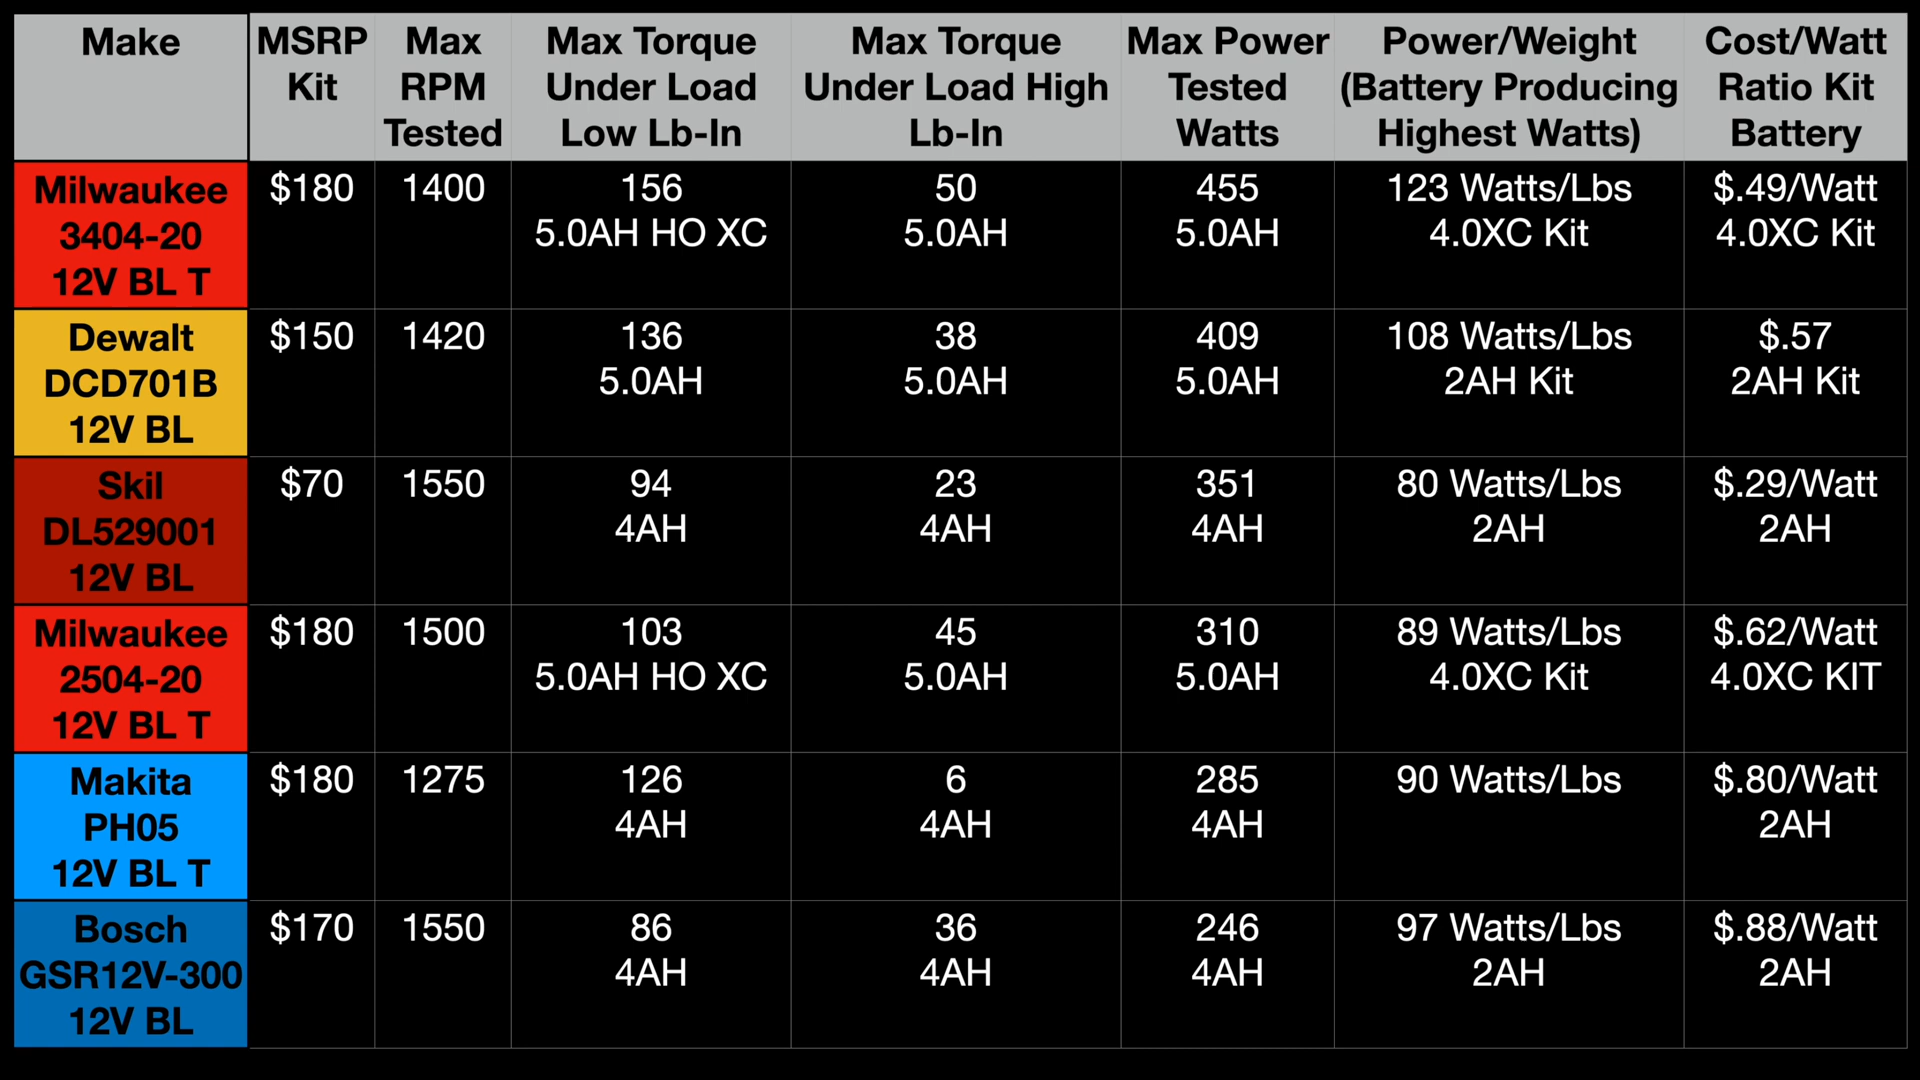 Make
MSRP
Kit
Max
RPM
Tested
Max Torque
Under Load
Low Lb-In
Max Torque
Under Load High
Lb-In
Max Power
Tested
Watts
Power/Weight
(Battery Producing
Highest Watts)
Cost/Watt
Ratio Kit
Battery
Milwaukee
3404-20
12V BL T
$180
1400
156
5.0AH HO XC
50
5.0AH
455
5.0AH
123 Watts/Lbs
4.0XC Kit
$.49/Watt
4.0XC Kit
Dewalt
DCD701B
12V BL
$150
1420
136
5.0AH
38
5.0AH
409
5.0AH
108 Watts/Lbs
2AH Kit
$.57
2AH Kit
Skil
DL529001
12V BL
$70
1550
94
4AH
23
4AH
351
4AH
80 Watts/Lbs
2AH
$.29/Watt
2AH
Milwaukee
2504-20
12V BL T
$180
1500
103
5.0AH HO XC
45
5.0AH
310
5.0AH
89 Watts/Lbs
4.0XC Kit
$.62/Watt
4.0XC KIT
Makita
PH05
12V BL T
$180
1275
126
4AH
6
4AH
285
4AH
90 Watts/Lbs
$.80/Watt
2AH
Bosch
GSR12V-300
12V BL
$170
1550
86
4AH
36
4AH
246
4AH
97 Watts/Lbs
2AH
$.88/Watt
2AH